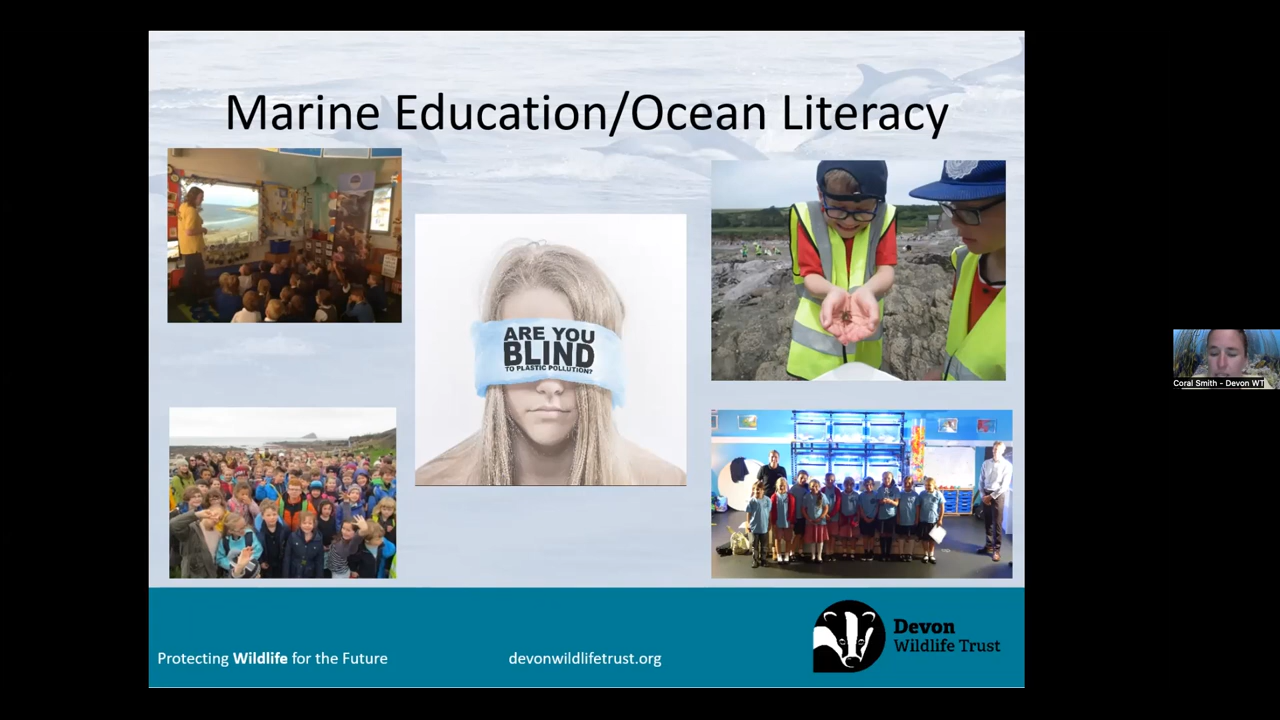 Marine Education/Ocean Literacy
ARE YOU
BLIND
TO PLASTIC POLLUTION?
Protecting Wildlife for the Future
devonwildlifetrust.org
Devon
Wildlife Trust
Coral Smith - Devon WT